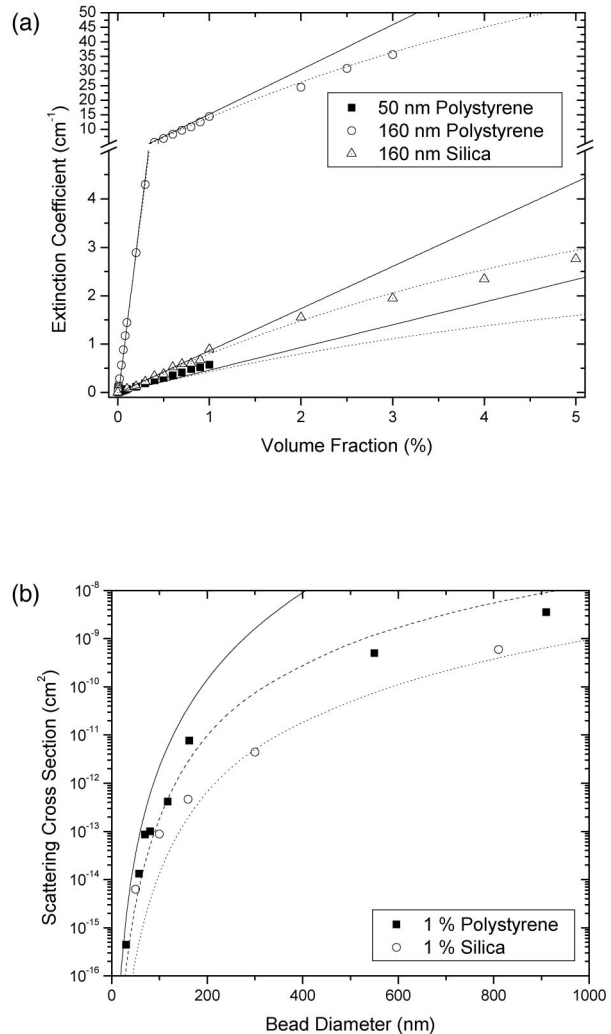 (a)
50
45
40
35
30
25
20
15
10
4
3
2
1
0
Extinction Coefficient (cm⁻¹)
50 nm Polystyrene
160 nm Polystyrene
160 nm Silica
0 1 2 3 4 5
Volume Fraction (%)
(b)
10⁻⁸
10⁻⁹
10⁻¹⁰
10⁻¹¹
10⁻¹²
10⁻¹³
10⁻¹⁴
10⁻¹⁵
10⁻¹⁶
Scattering Cross Section (cm²)
1 % Polystyrene
1 % Silica
0 200 400 600 800 1000
Bead Diameter (nm)